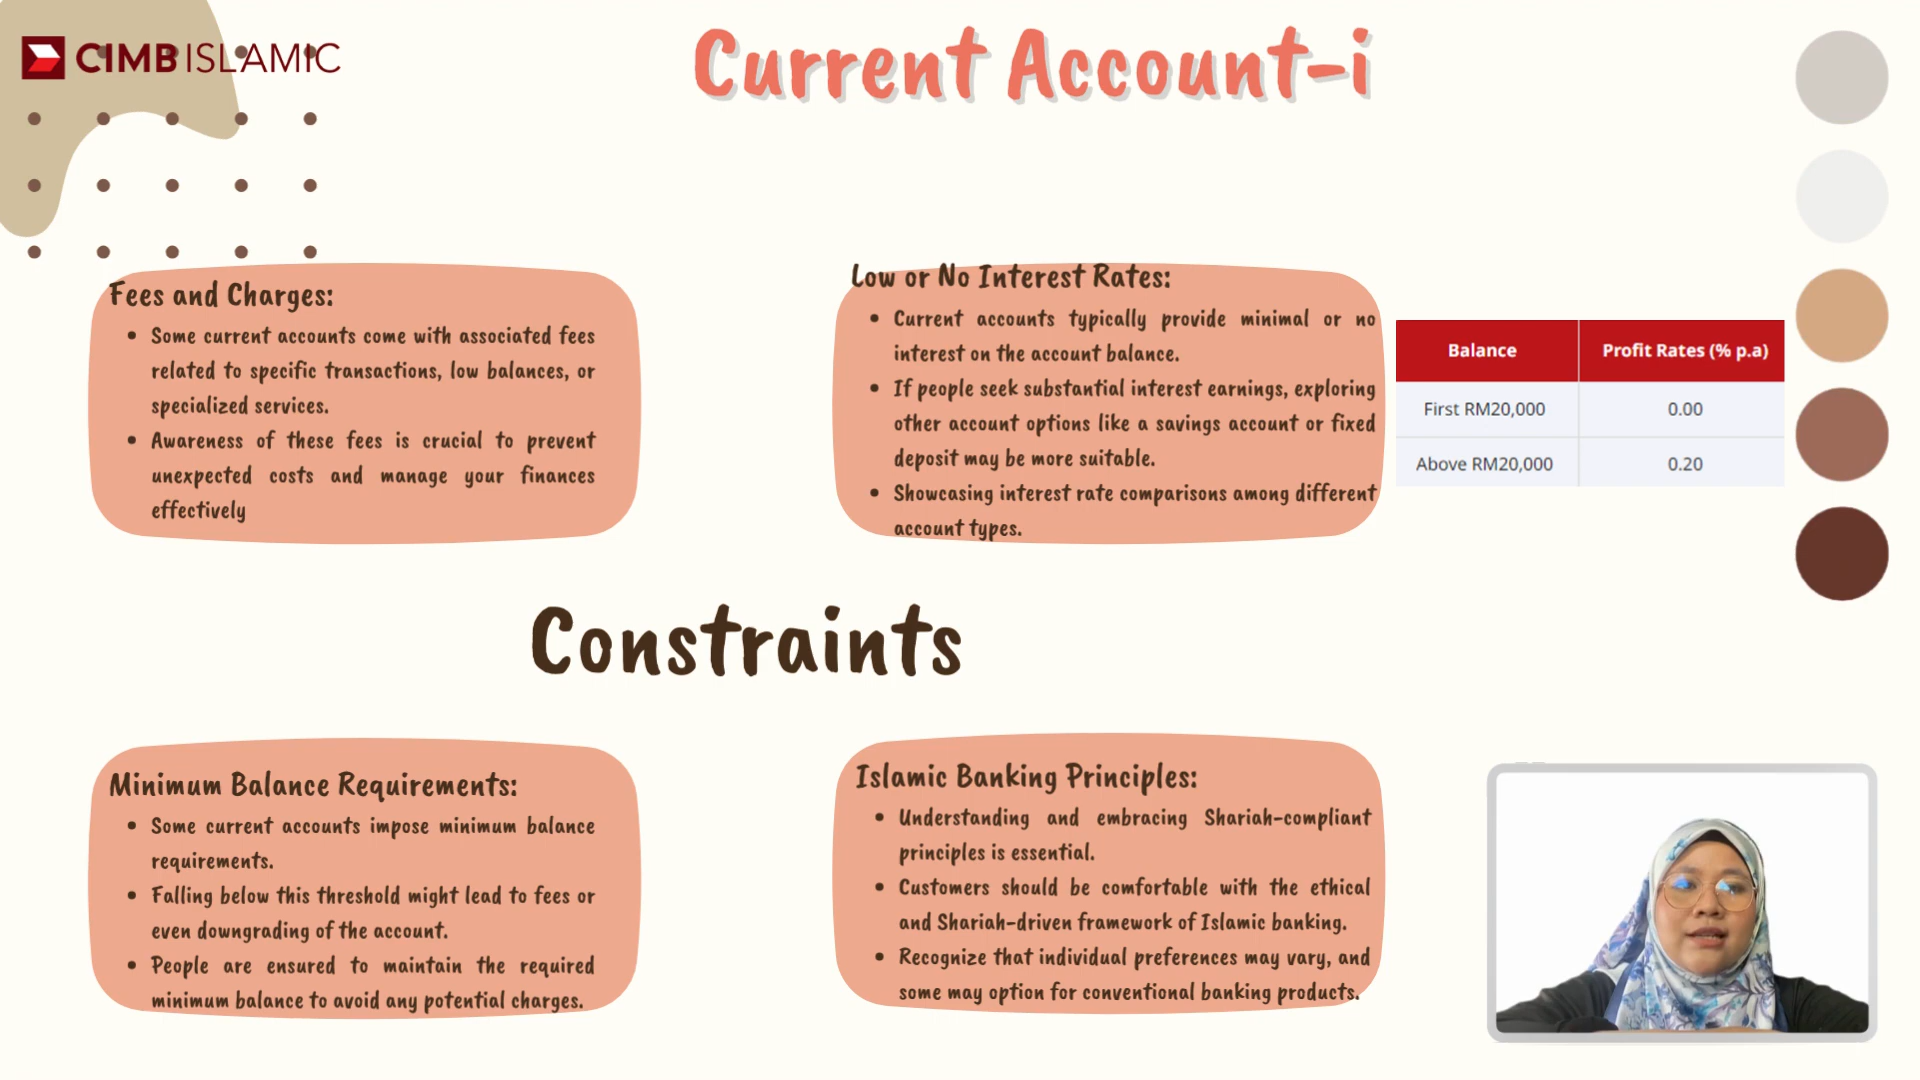 CIMB ISLAMIC
Current Account-i
Fees and Charges:
• Some current accounts come with associated fees
related to specific transactions, low balances, or
specialized services.
• Awareness of these fees is crucial to prevent
unexpected costs and manage your finances
effectively
Low or No Interest Rates:
• Current accounts typically provide minimal or no
interest on the account balance.
• If people seek substantial interest earnings, exploring
other account options like a savings account or fixed
deposit may be more suitable.
• Showcasing interest rate comparisons among different
account types.
Balance Profit Rates (% p.a)
First RM20,000 0.00
Above RM20,000 0.20
Constraints
Minimum Balance Requirements:
• Some current accounts impose minimum balance
requirements.
• Falling below this threshold might lead to fees or
even downgrading of the account.
• People are ensured to maintain the required
minimum balance to avoid any potential charges.
Islamic Banking Principles:
• Understanding and embracing Shariah-compliant
principles is essential.
• Customers should be comfortable with the ethical
and Shariah-driven framework of Islamic banking.
• Recognize that individual preferences may vary, and
some may option for conventional banking products.